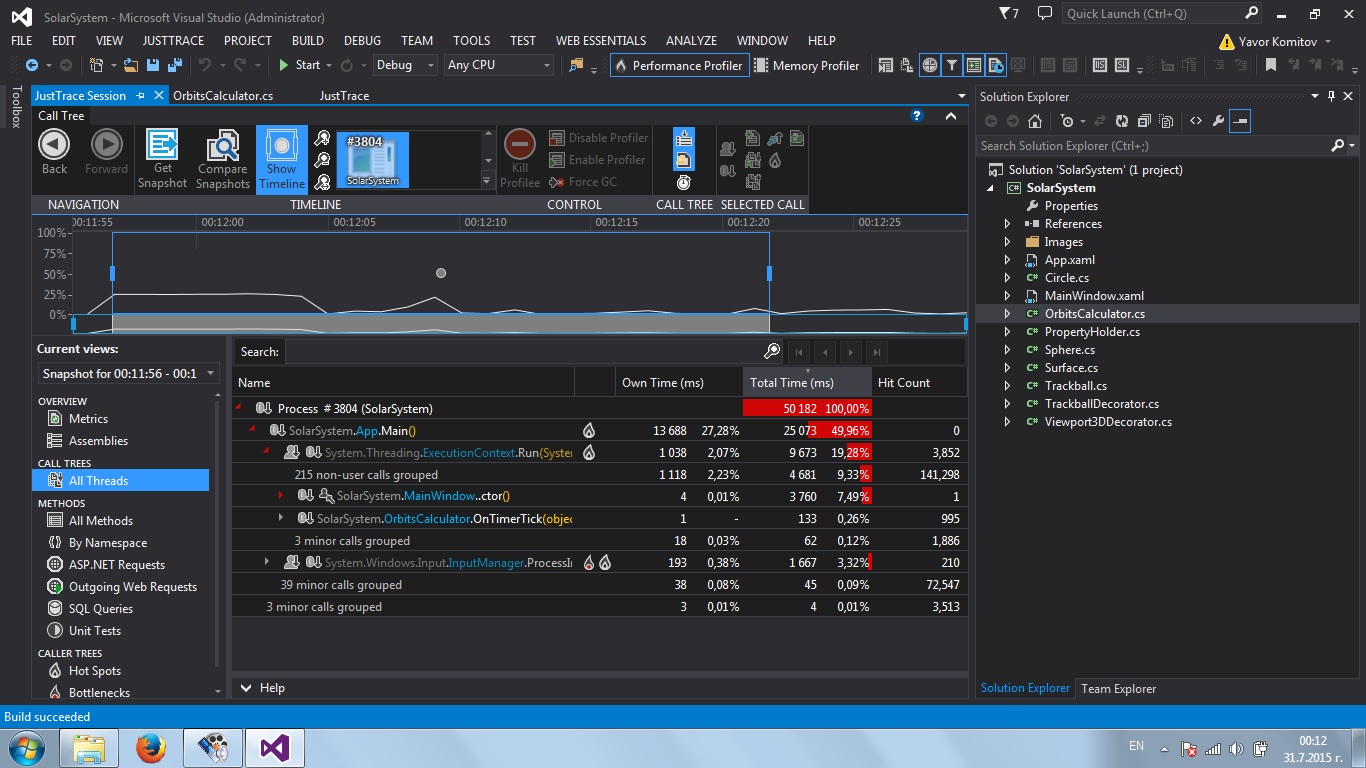 SolarSystem - Microsoft Visual Studio (Administrator)
7
Quick Launch (Ctrl+Q)
FILE EDIT VIEW JUSTTRACE PROJECT BUILD DEBUG TEAM TOOLS TEST WEB ESSENTIALS ANALYZE WINDOW HELP
Yavor Komitov
Start Debug Any CPU Performance Profiler Memory Profiler
Toolbox
JustTrace Session OrbitsCalculator.cs JustTrace
Call Tree
Back Forward
Get Snapshot
Compare Snapshots
Show Timeline
#3804
SolarSystem
Kill Profilee
Disable Profiler
Enable Profiler
Force GC
NAVIGATION TIMELINE CONTROL CALL TREE SELECTED CALL
00:11:55 00:12:00 00:12:05 00:12:10 00:12:15 00:12:20 00:12:25
100%
75%
50%
25%
0%
Current views:
Snapshot for 00:11:56 - 00:1
OVERVIEW
Metrics
Assemblies
CALL TREES
All Threads
METHODS
All Methods
By Namespace
ASP.NET Requests
Outgoing Web Requests
SQL Queries
Unit Tests
CALLER TREES
Hot Spots
Bottlenecks
Search:
Name Own Time (ms) Total Time (ms) Hit Count
Process # 3804 (SolarSystem) 50 182 100,00%
SolarSystem.App.Main() 13 688 27,28% 25 073 49,96% 0
System.Threading.ExecutionContext.Run(Syster 1 038 2,07% 9 673 19,28% 3,852
215 non-user calls grouped 1 118 2,23% 4 681 9,33% 141,298
SolarSystem.MainWindow..ctor() 4 0,01% 3 760 7,49% 1
SolarSystem.OrbitsCalculator.OnTimerTick(objec 1 - 133 0,26% 995
3 minor calls grouped 18 0,03% 62 0,12% 1,886
System.Windows.Input.InputManager.ProcessI 193 0,38% 1 667 3,32% 210
39 minor calls grouped 38 0,08% 45 0,09% 72,547
3 minor calls grouped 3 0,01% 4 0,01% 3,513
Help
Solution Explorer
Search Solution Explorer (Ctrl+;)
Solution 'SolarSystem' (1 project)
SolarSystem
Properties
References
Images
App.xaml
Circle.cs
MainWindow.xaml
OrbitsCalculator.cs
PropertyHolder.cs
Sphere.cs
Surface.cs
Trackball.cs
TrackballDecorator.cs
Viewport3DDecorator.cs
Solution Explorer Team Explorer
Build succeeded
EN
00:12
31.7.2015 г.